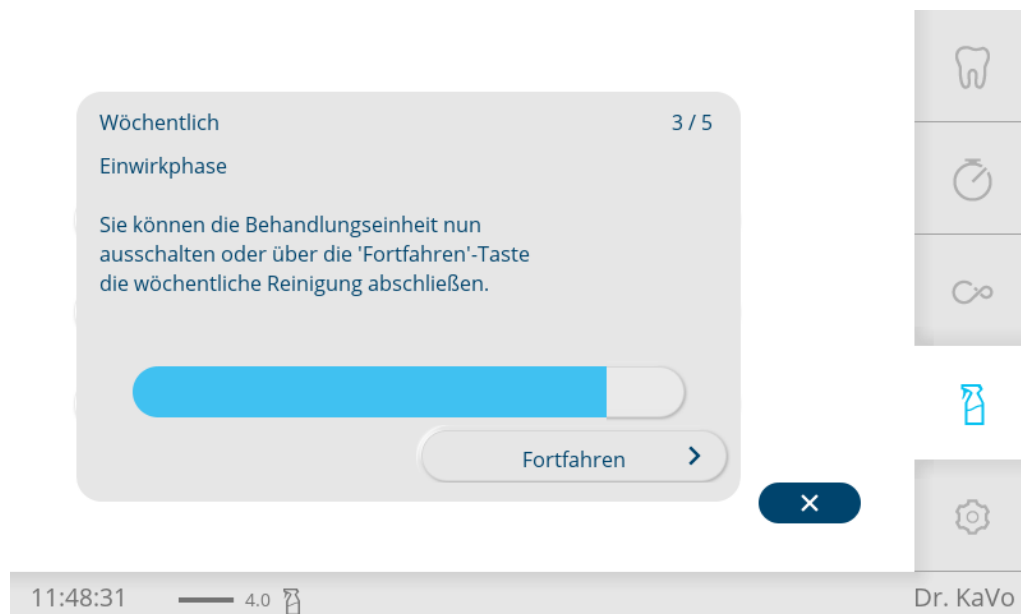 Wöchentlich 3 / 5
Einwirkphase
Sie können die Behandlungseinheit nun
ausschalten oder über die 'Fortfahren'-Taste
die wöchentliche Reinigung abschließen.
Fortfahren
11:48:31 4.0 Dr. KaVo